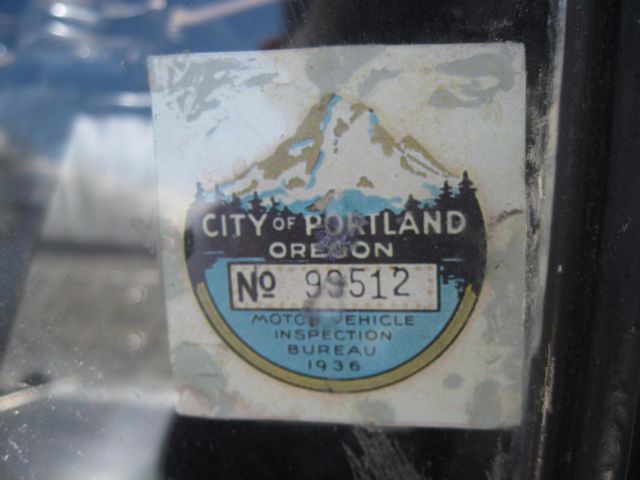 CITY OF PORTLAND
OREGON
No 99512
MOTOR VEHICLE
INSPECTION
BUREAU
1936